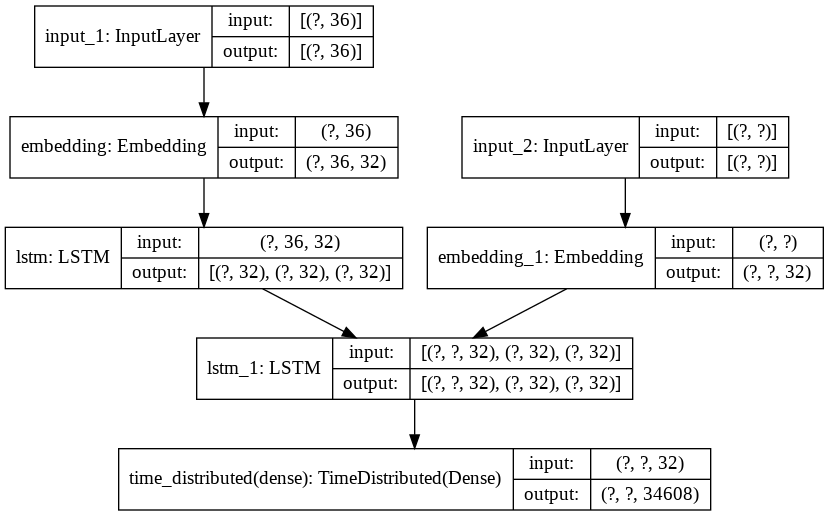 input_1: InputLayer
input: [(?, 36)]
output: [(?, 36)]
embedding: Embedding
input: (?, 36)
output: (?, 36, 32)
input_2: InputLayer
input: [(?, ?)]
output: [(?, ?)]
lstm: LSTM
input: (?, 36, 32)
output: [(?, 32), (?, 32), (?, 32)]
embedding_1: Embedding
input: (?, ?)
output: (?, ?, 32)
lstm_1: LSTM
input: [(?, ?, 32), (?, 32), (?, 32)]
output: [(?, ?, 32), (?, 32), (?, 32)]
time_distributed(dense): TimeDistributed(Dense)
input: (?, ?, 32)
output: (?, ?, 34608)